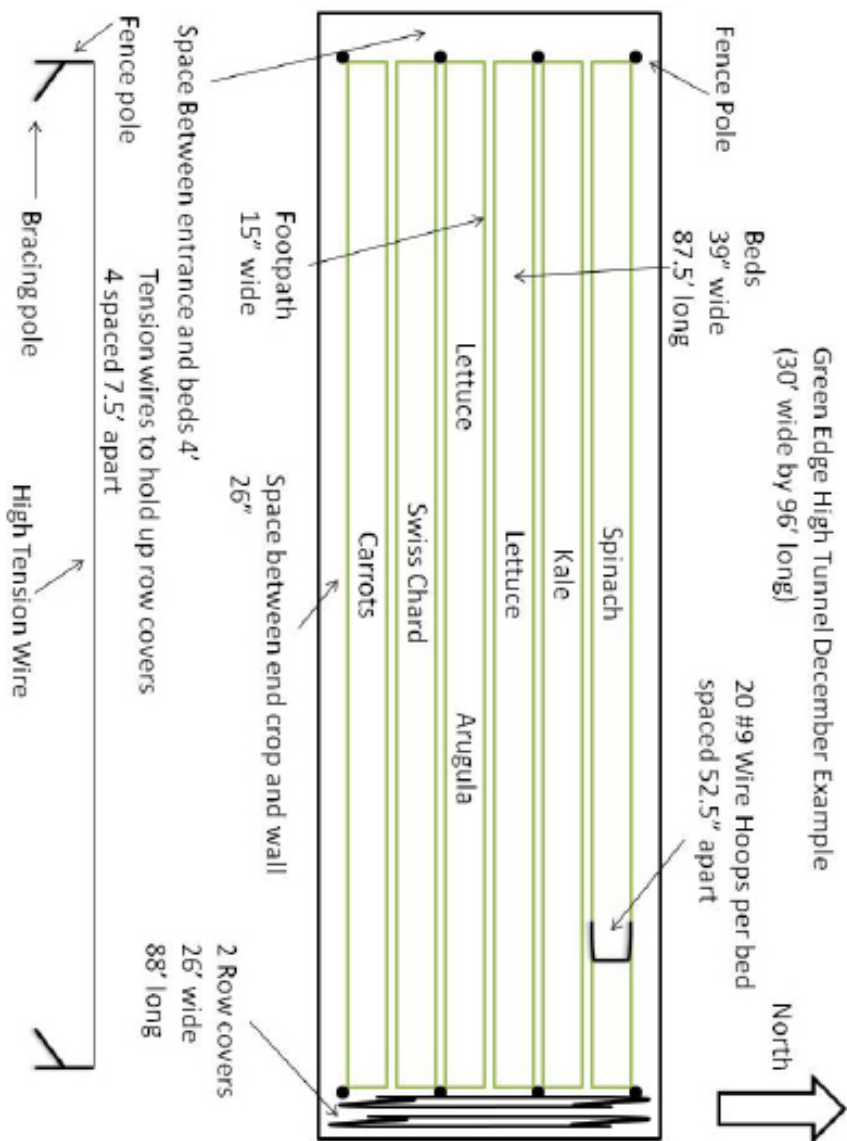 Green Edge High Tunnel December Example
(30' wide by 96' long)
North
Fence Pole
Beds
39" wide
87.5' long
20 #9 Wire Hoops per bed
spaced 52.5" apart
Spinach
Kale
Lettuce
Lettuce
Arugula
Swiss Chard
Carrots
Footpath
15" wide
Space between end crop and wall
26"
2 Row covers
26' wide
88' long
Space Between entrance and beds 4'
Tension wires to hold up row covers
4 spaced 7.5' apart
Fence pole
Bracing pole
High Tension Wire